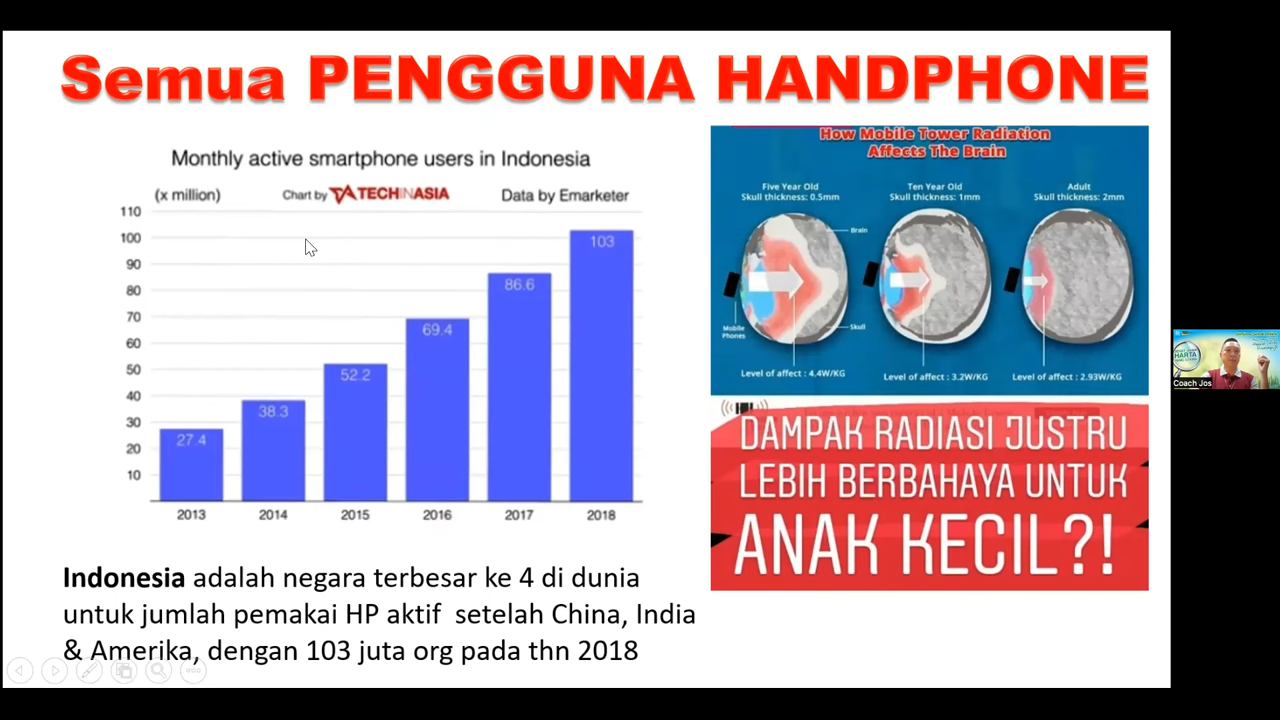 Semua PENGGUNA HANDPHONE
Monthly active smartphone users in Indonesia
(x million)
Chart by TECHINASIA
Data by Emarketer
110
100
90
80
70
60
50
40
30
20
10
27.4
38.3
52.2
69.4
86.6
103
2013
2014
2015
2016
2017
2018
Indonesia adalah negara terbesar ke 4 di dunia
untuk jumlah pemakai HP aktif setelah China, India
& Amerika, dengan 103 juta org pada thn 2018
How Mobile Tower Radiation
Affects The Brain
Five Year Old
Skull thickness: 0.5mm
Ten Year Old
Skull thickness: 1mm
Adult
Skull thickness: 2mm
Brain
Mobile
Phones
Skull
Level of affect : 4.4W/KG
Level of affect : 3.2W/KG
Level of affect : 2.93W/KG
DAMPAK RADIASI JUSTRU
LEBIH BERBAHAYA UNTUK
ANAK KECIL?!
HARTA
Coach Jos